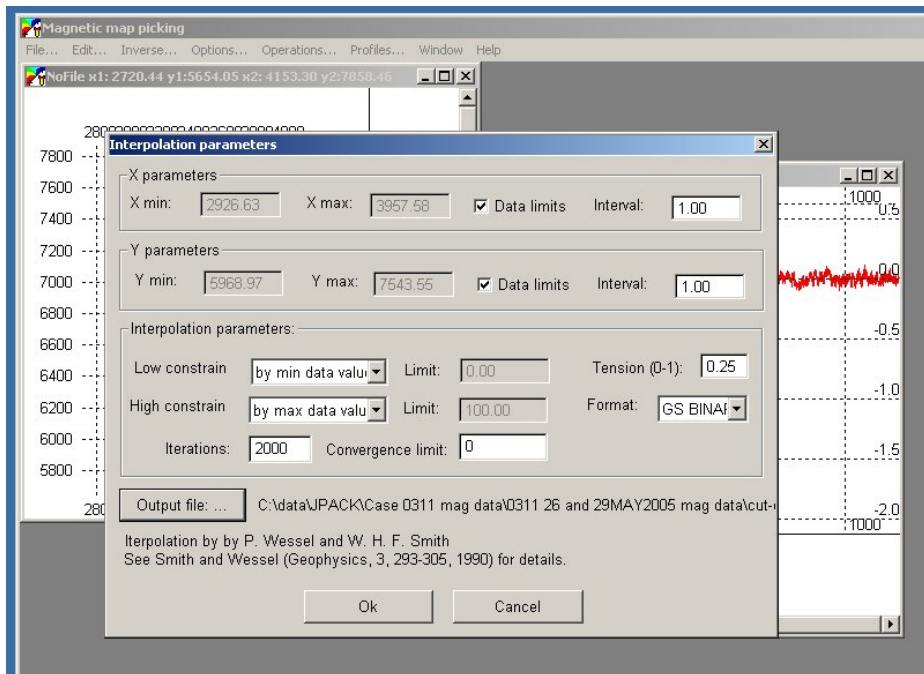 Magnetic map picking
File... Edit... Inverse... Options... Operations... Profiles... Window Help
NoFile x1: 2720.44 y1:5654.05 x2: 4153.30 y2:7858.46
7800
7600
7400
7200
7000
6800
6600
6400
6200
6000
5800
280
Interpolation parameters
X parameters
X min: 2926.63 X max: 3957.58 Data limits Interval: 1.00
Y parameters
Y min: 5968.97 Y max: 7543.55 Data limits Interval: 1.00
Interpolation parameters:
Low constrain by min data valu Limit: 0.00 Tension (0-1): 0.25
High constrain by max data valu Limit: 100.00 Format: GS BINAF
Iterations: 2000 Convergence limit: 0
Output file: ... C:\data\JPACK\Case 0311 mag data\0311 26 and 29MAY2005 mag data\cut-
Iterpolation by by P. Wessel and W. H. F. Smith
See Smith and Wessel (Geophysics, 3, 293-305, 1990) for details.
Ok Cancel
1000
0.5
0.0
-0.5
-1.0
-1.5
-2.0
1000